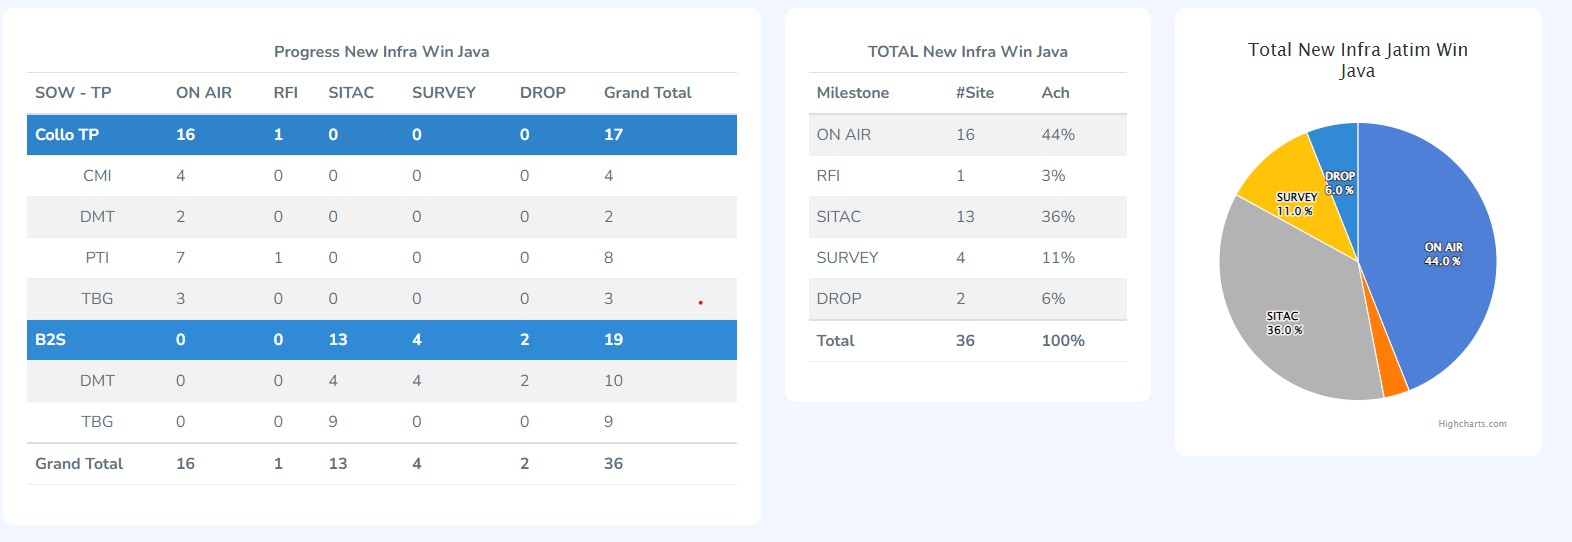 Progress New Infra Win Java
SOW - TP ON AIR RFI SITAC SURVEY DROP Grand Total
Collo TP 16 1 0 0 0 17
CMI 4 0 0 0 0 4
DMT 2 0 0 0 0 2
PTI 7 1 0 0 0 8
TBG 3 0 0 0 0 3
B2S 0 0 13 4 2 19
DMT 0 0 4 4 2 10
TBG 0 0 9 0 0 9
Grand Total 16 1 13 4 2 36
TOTAL New Infra Win Java
Milestone #Site Ach
ON AIR 16 44%
RFI 1 3%
SITAC 13 36%
SURVEY 4 11%
DROP 2 6%
Total 36 100%
Total New Infra Jatim Win
Java
DROP
6.0 %
SURVEY
11.0 %
ON AIR
44.0 %
SITAC
36.0 %
Highcharts.com